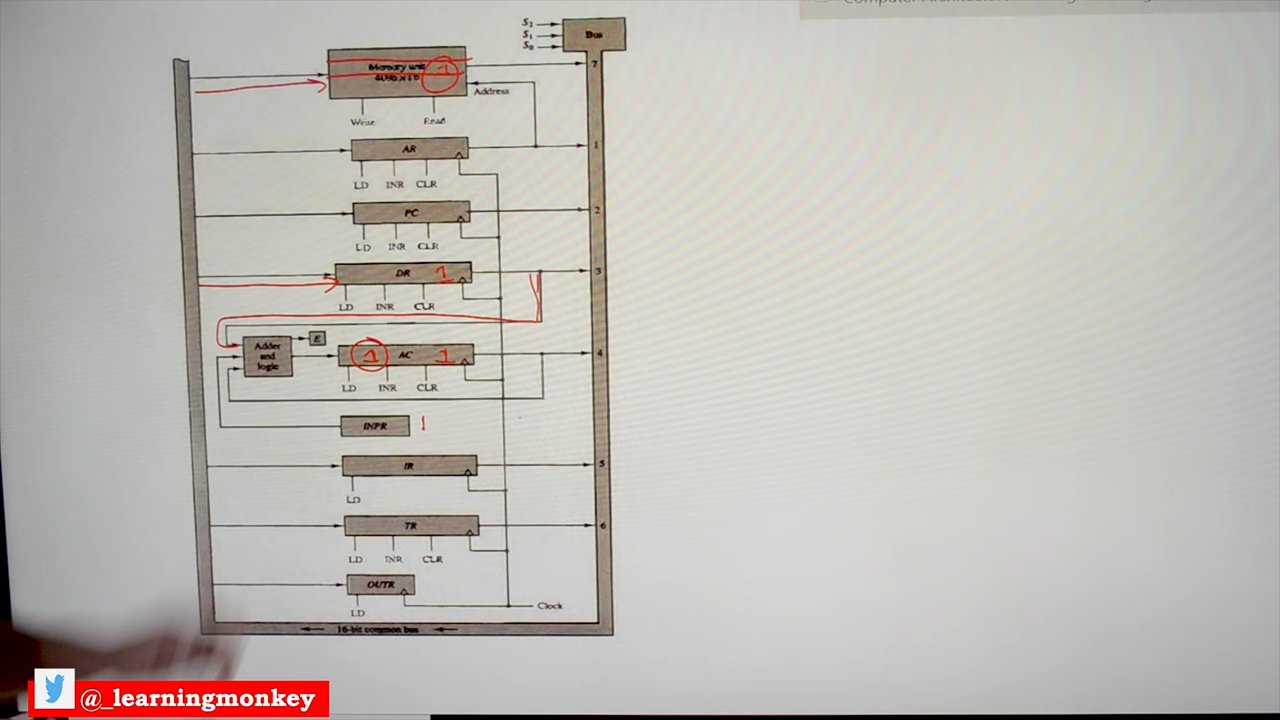 S2
S1
S0
Bus
Memory unit
4096 x 16
1
7
Address
Write
Read
AR
1
LD INR CLR
PC
2
LD INR CLR
DR
1
3
LD INR CLR
Adder
and
logic
E
1
AC
1
4
LD INR CLR
INPR
1
IR
5
LD
TR
6
LD INR CLR
OUTR
LD
Clock
16-bit common bus
@_learningmonkey